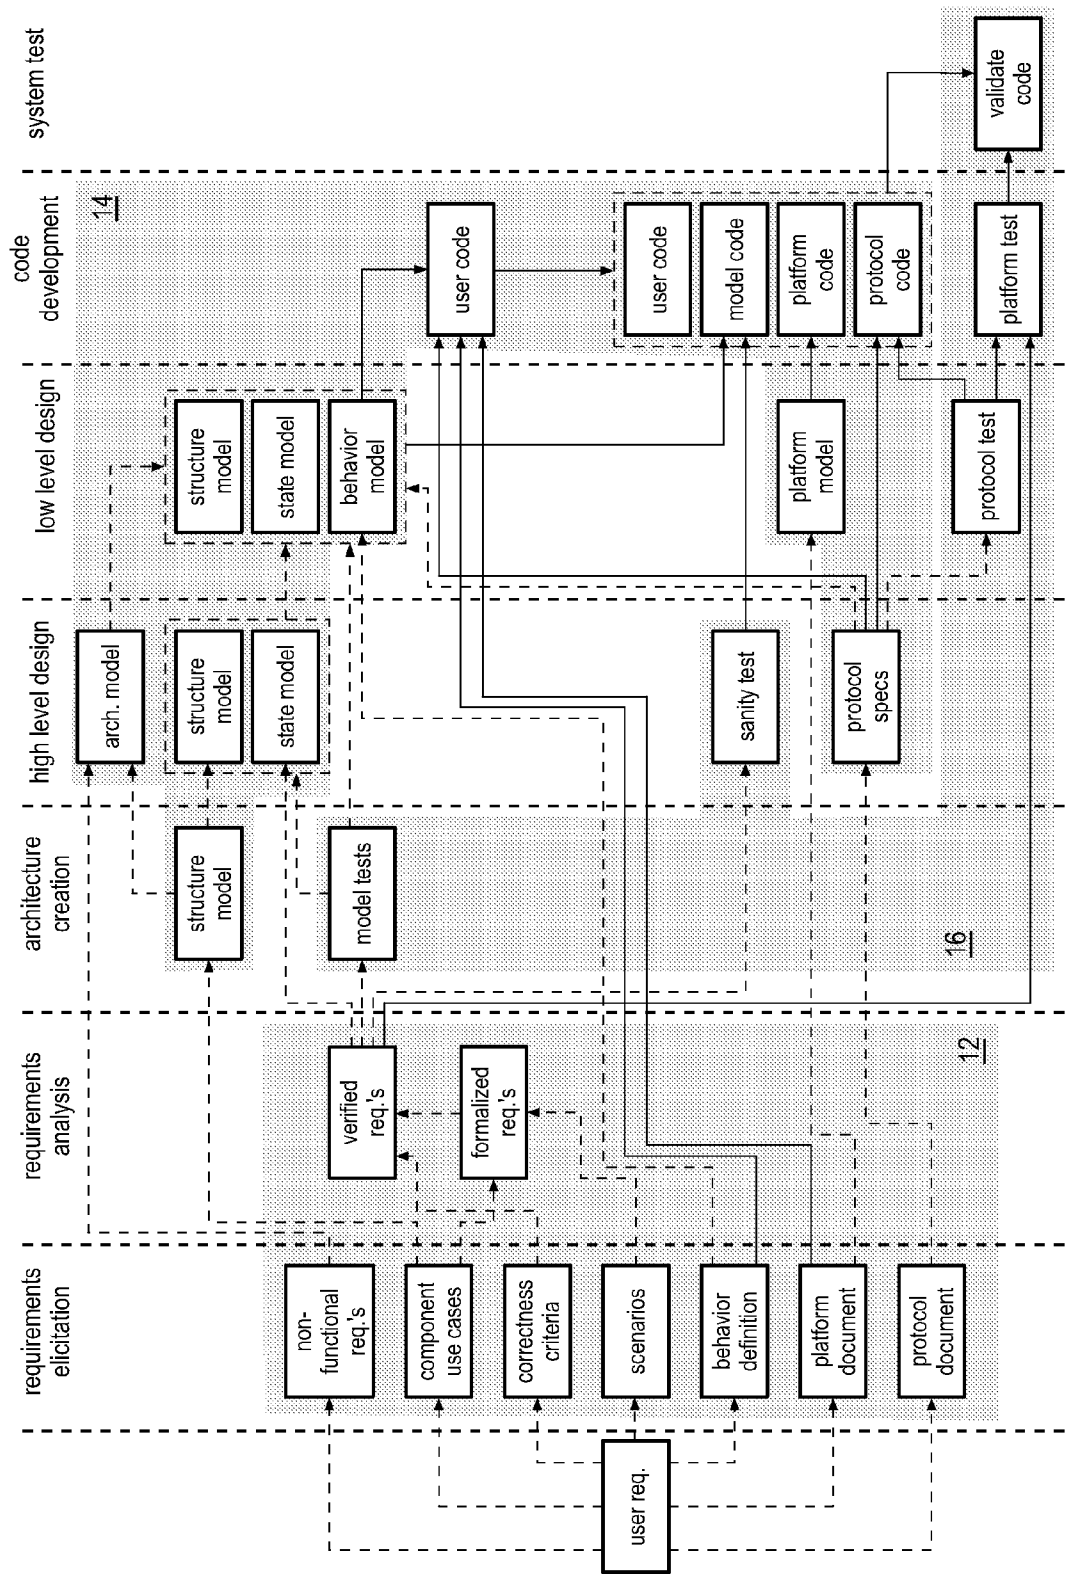 requirements
elicitation
requirements
analysis
architecture
creation
high level design
low level design
code
development
system test
user req.
non-
functional
req.'s
component
use cases
correctness
criteria
scenarios
behavior
definition
platform
document
protocol
document
verified
req.'s
formalized
req.'s
12
structure
model
model tests
16
arch. model
structure
model
state model
sanity test
protocol
specs
structure
model
state model
behavior
model
platform
model
protocol test
14
user code
user code
model code
platform
code
protocol
code
platform test
validate
code